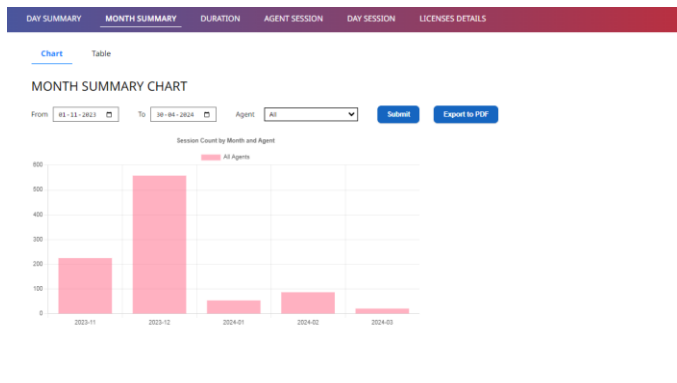 DAY SUMMARY MONTH SUMMARY DURATION AGENT SESSION DAY SESSION LICENSES DETAILS
Chart Table
MONTH SUMMARY CHART
From 01-11-2023 To 30-04-2024 Agent All Submit Export to PDF
Session Count by Month and Agent
All Agents
600
500
400
300
200
100
0
2023-11 2023-12 2024-01 2024-02 2024-03